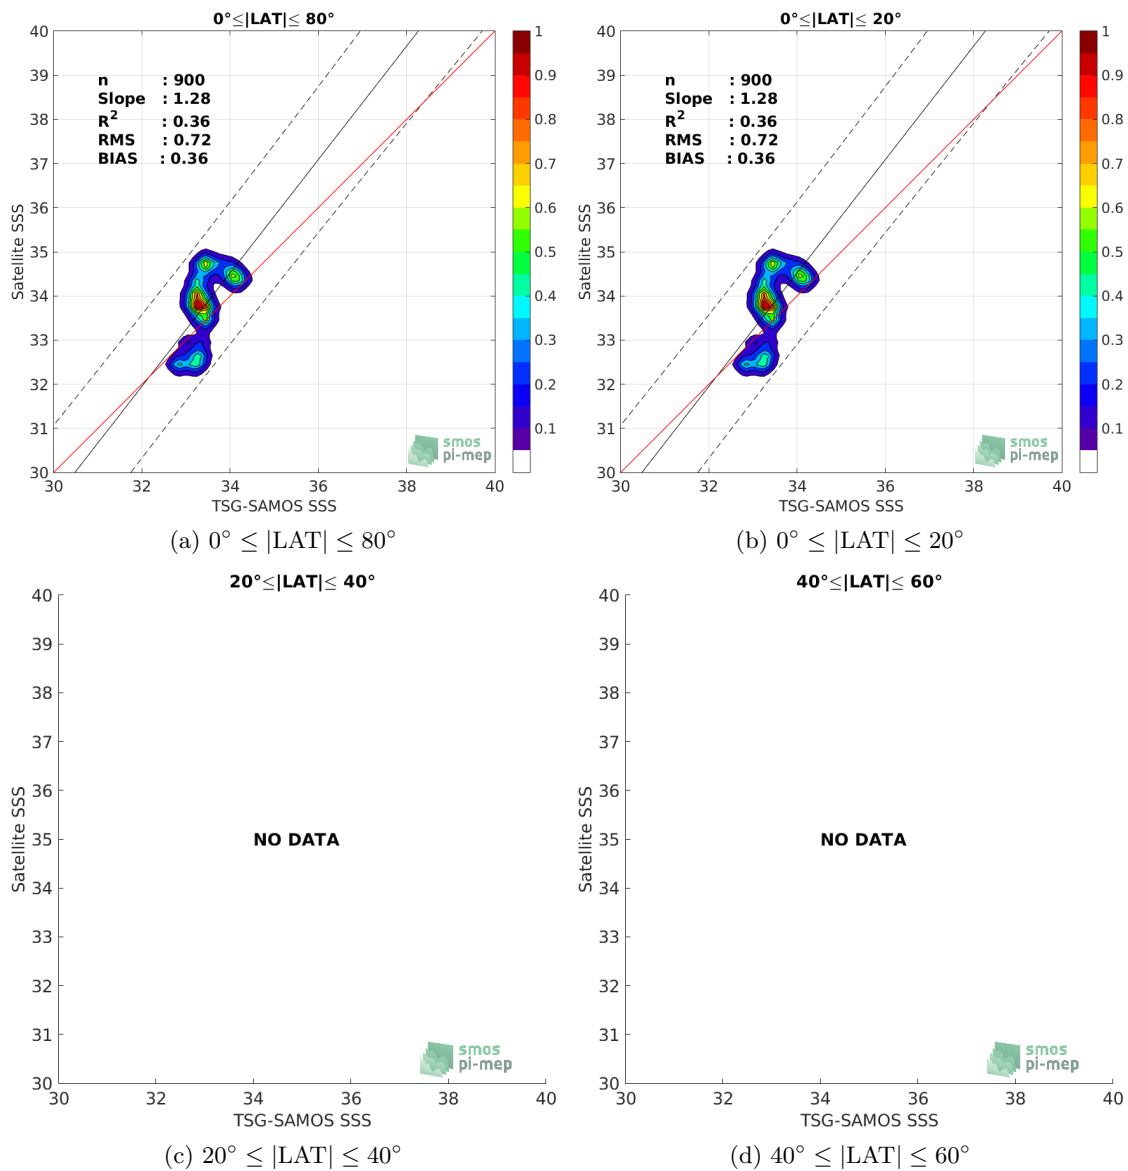 0°≤|LAT|≤ 80°
40
39
38
37
36
35
34
33
32
31
30
Satellite SSS
n : 900
Slope : 1.28
R² : 0.36
RMS : 0.72
BIAS : 0.36
1
0.9
0.8
0.7
0.6
0.5
0.4
0.3
0.2
0.1
smos
pi-mep
30 32 34 36 38 40
TSG-SAMOS SSS
(a) 0° ≤ |LAT| ≤ 80°
0°≤|LAT|≤ 20°
40
39
38
37
36
35
34
33
32
31
30
Satellite SSS
n : 900
Slope : 1.28
R² : 0.36
RMS : 0.72
BIAS : 0.36
1
0.9
0.8
0.7
0.6
0.5
0.4
0.3
0.2
0.1
smos
pi-mep
30 32 34 36 38 40
TSG-SAMOS SSS
(b) 0° ≤ |LAT| ≤ 20°
20°≤|LAT|≤ 40°
40
39
38
37
36
35
34
33
32
31
30
Satellite SSS
NO DATA
smos
pi-mep
30 32 34 36 38 40
TSG-SAMOS SSS
(c) 20° ≤ |LAT| ≤ 40°
40°≤|LAT|≤ 60°
40
39
38
37
36
35
34
33
32
31
30
Satellite SSS
NO DATA
smos
pi-mep
30 32 34 36 38 40
TSG-SAMOS SSS
(d) 40° ≤ |LAT| ≤ 60°